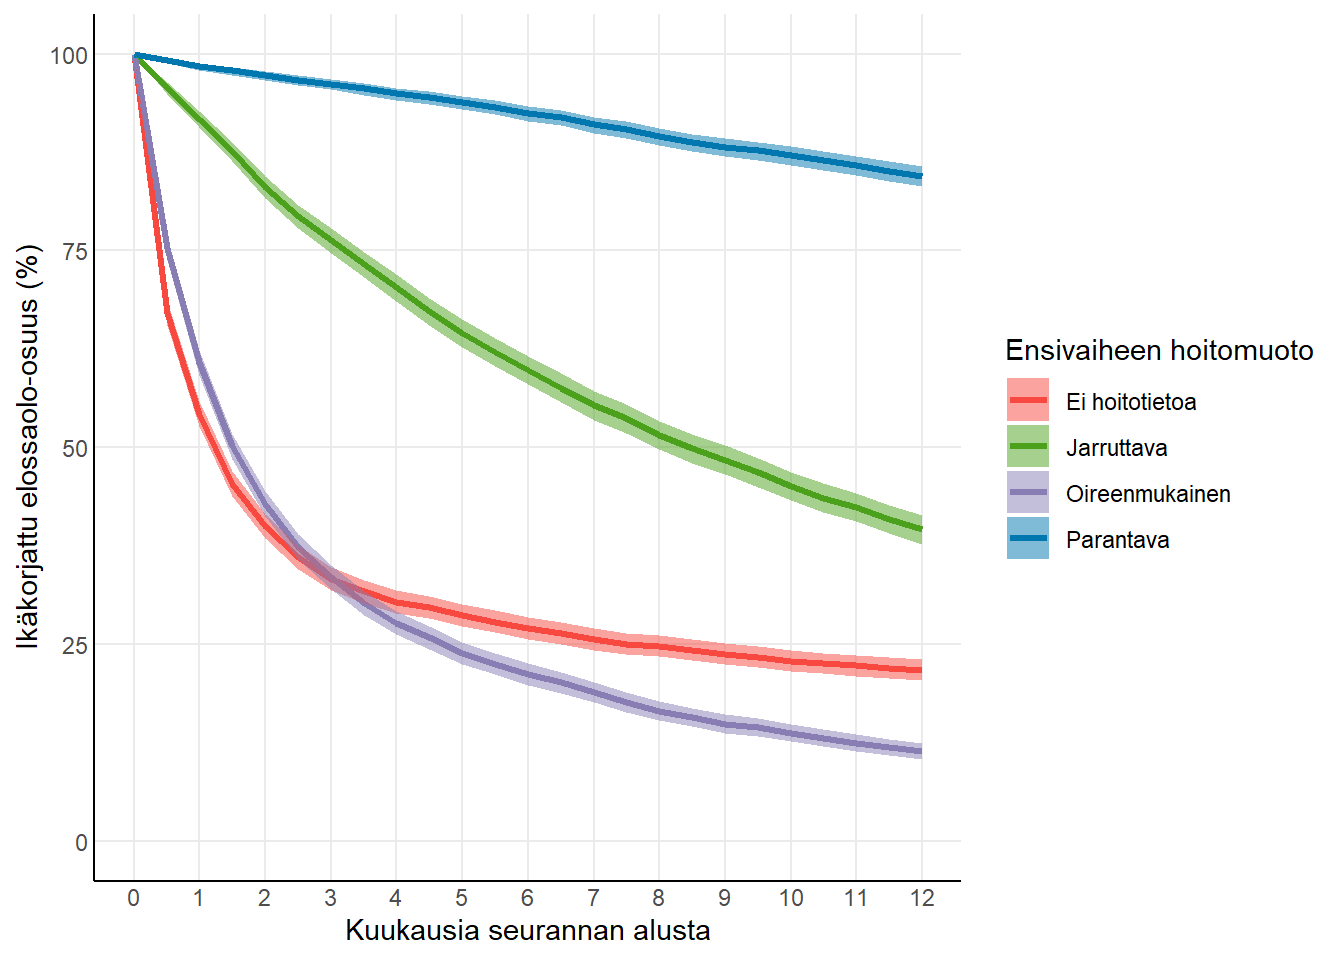 Ikäkorjattu elossaolo-osuus (%)
100
75
50
25
0
0 1 2 3 4 5 6 7 8 9 10 11 12
Kuukausia seurannan alusta
Ensivaiheen hoitomuoto
Ei hoitotietoa
Jarruttava
Oireenmukainen
Parantava